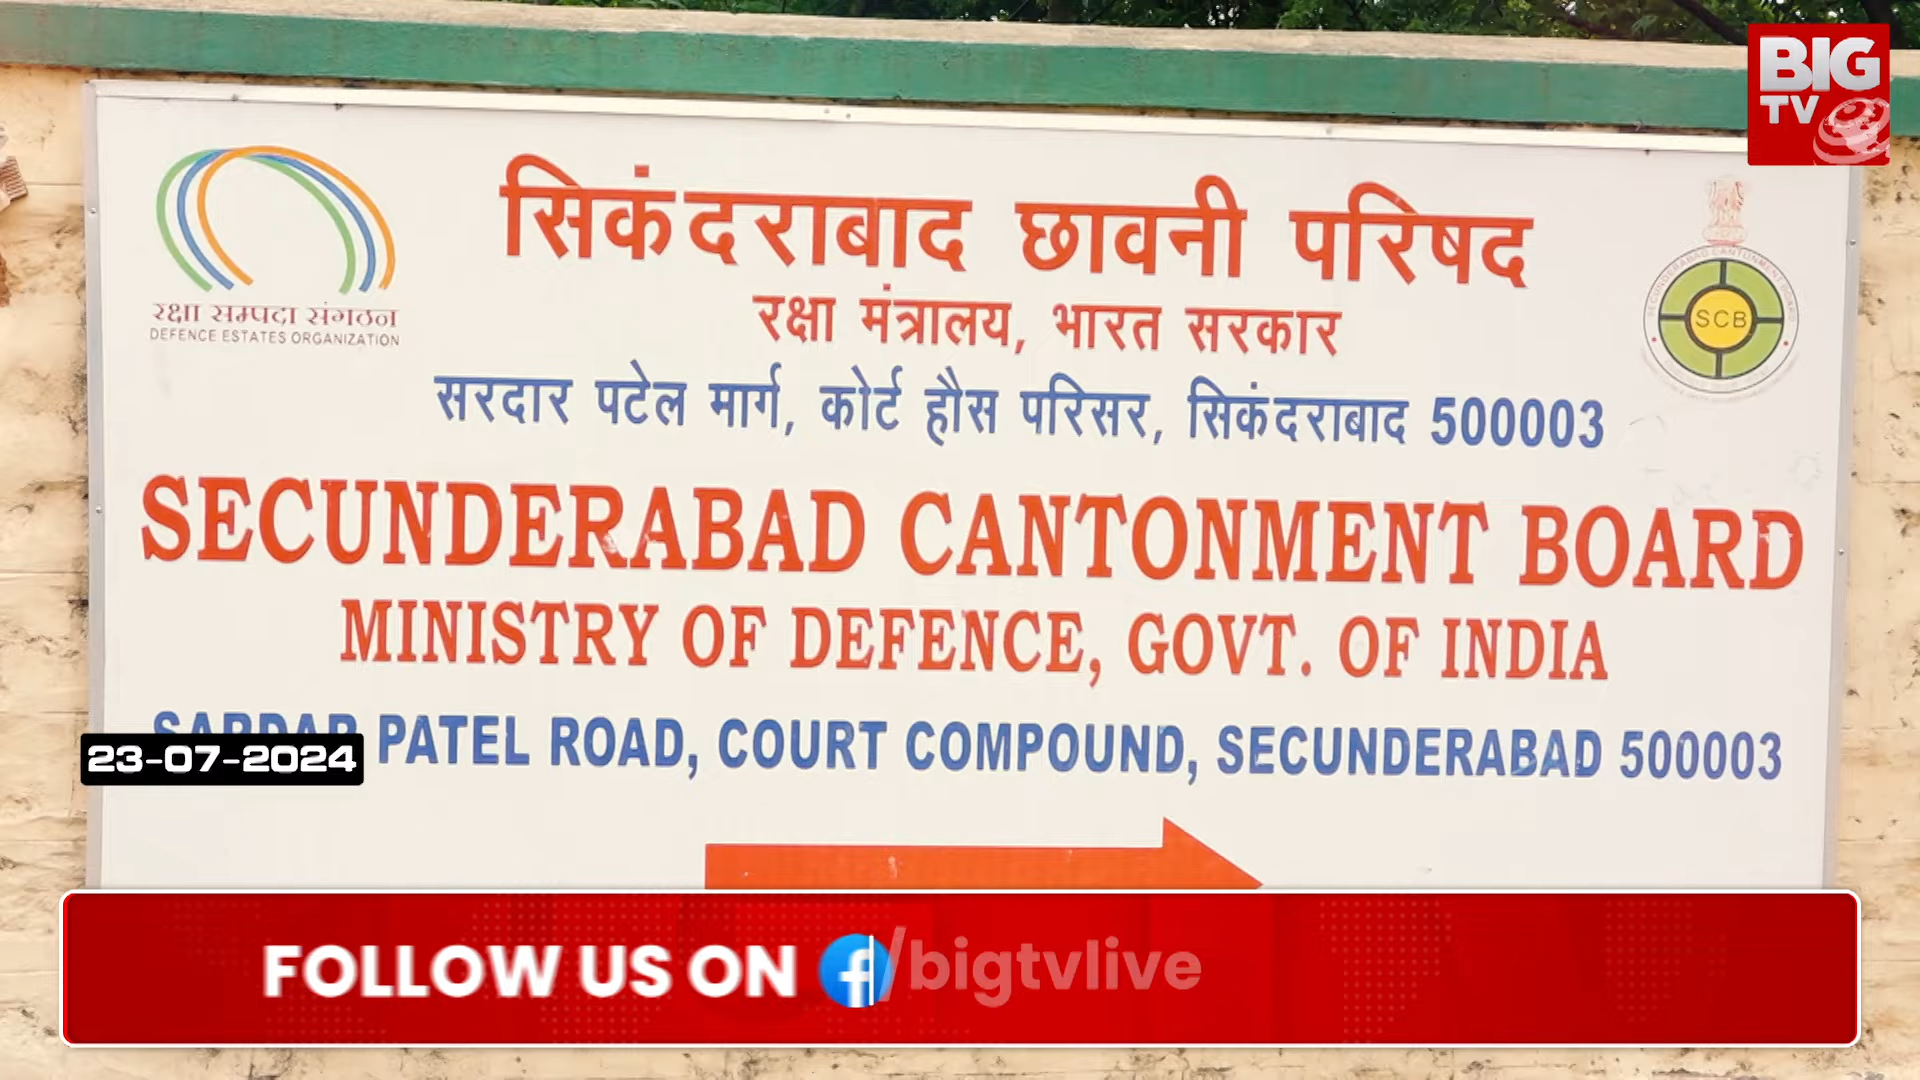 BIG
TV
सिकंदराबाद छावनी परिषद
रक्षा मंत्रालय, भारत सरकार
रक्षा सम्पदा संगठन
DEFENCE ESTATES ORGANIZATION
SCB
सरदार पटेल मार्ग, कोर्ट हौस परिसर, सिकंदराबाद 500003
SECUNDERABAD CANTONMENT BOARD
MINISTRY OF DEFENCE, GOVT. OF INDIA
SARDAR PATEL ROAD, COURT COMPOUND, SECUNDERABAD 500003
23-07-2024
FOLLOW US ON f/bigtvlive